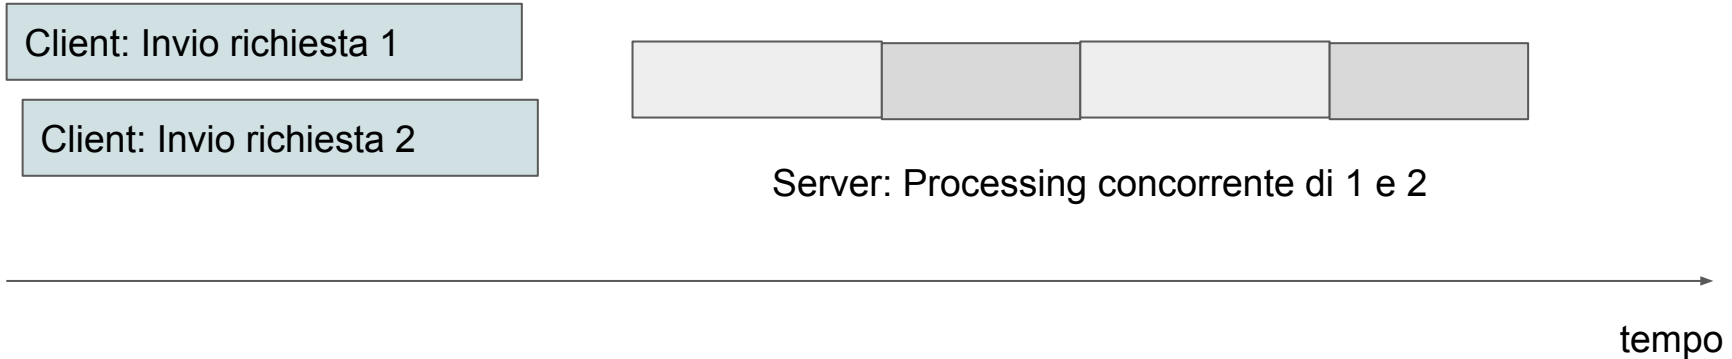 Client: Invio richiesta 1
Client: Invio richiesta 2
Server: Processing concorrente di 1 e 2
tempo